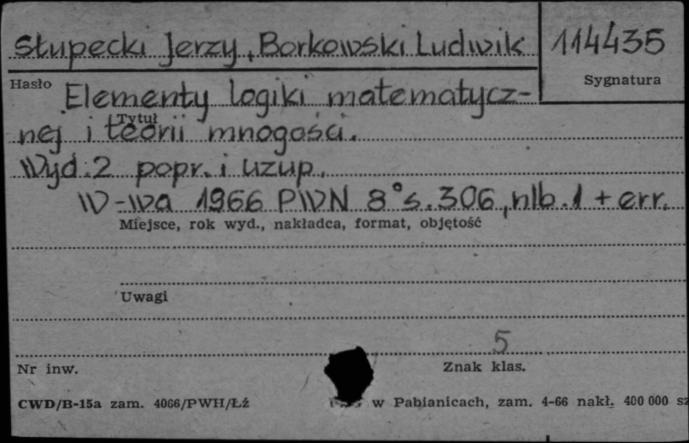 Słupecki Jerzy, Borkowski Ludwik
114435
Hasło
Sygnatura
Elementy logiki matematycz-
Tytuł
nej i teorii mnogości.
Wyd. 2 popr. i uzup.
W-wa 1966 PWN 8° s. 306, nlb. 1 + err.
Miejsce, rok wyd., nakładca, format, objętość
Uwagi
5
Nr inw.
Znak klas.
CWD/B-15a zam. 4066/PWH/Łź
w Pabianicach, zam. 4-66 nakł. 400 000